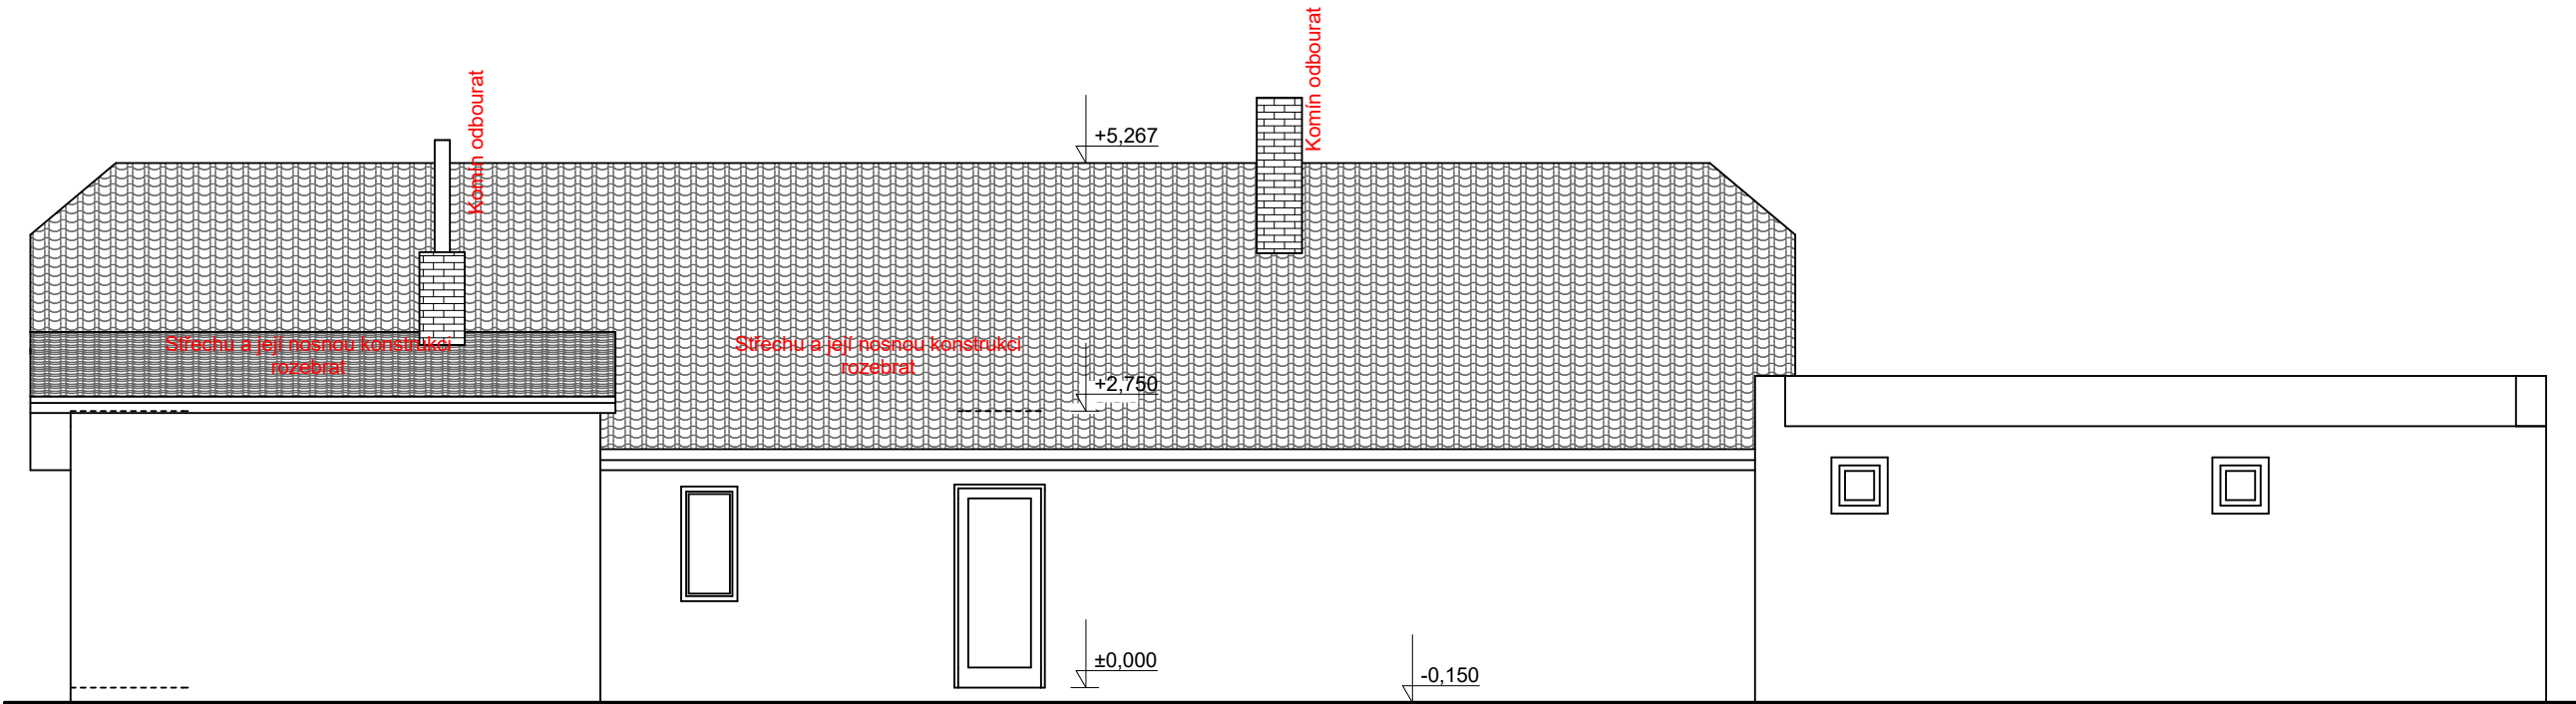 Komín odbourat
Komín odbourat
+5,267
Střechu a její nosnou konstrukci
rozebrat
Střechu a její nosnou konstrukci
rozebrat
+2,750
±0,000
-0,150